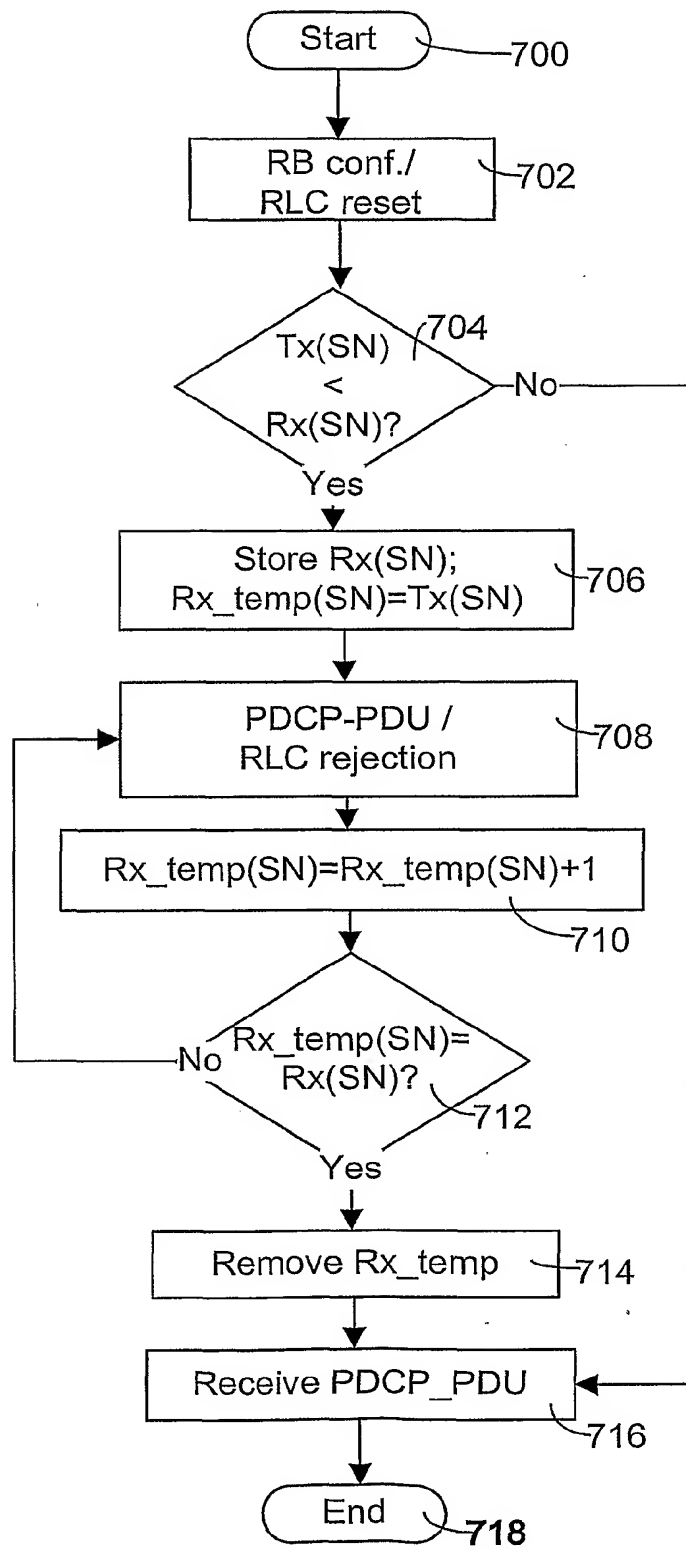 Start
700
RB conf./
RLC reset
702
Tx(SN)
<
Rx(SN)?
704
No
Yes
Store Rx(SN);
Rx_temp(SN)=Tx(SN)
706
PDCP-PDU /
RLC rejection
708
Rx_temp(SN)=Rx_temp(SN)+1
710
Rx_temp(SN)=
Rx(SN)?
712
No
Yes
Remove Rx_temp
714
Receive PDCP_PDU
716
End
718